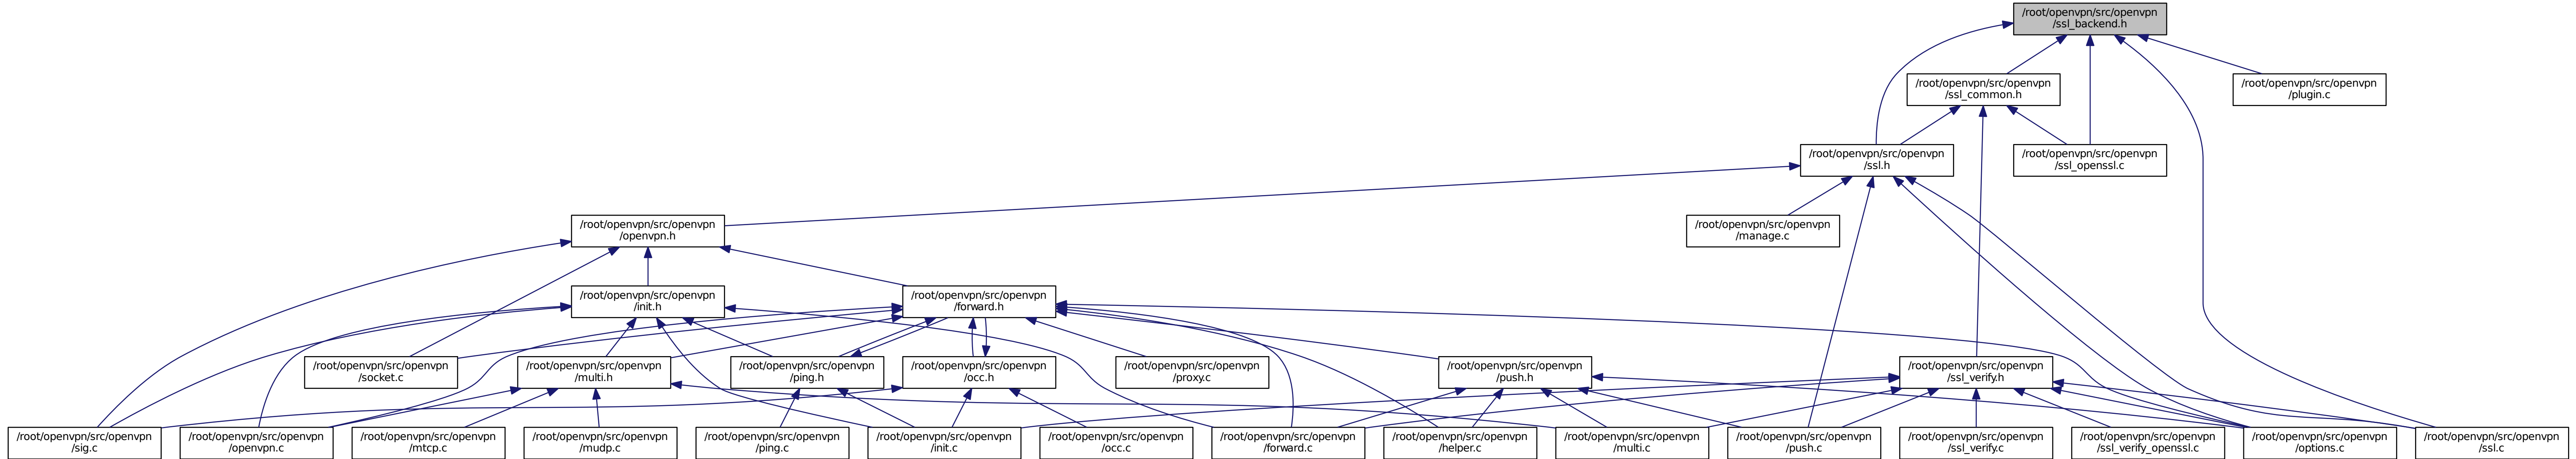 /root/openvpn/src/openvpn
/ssl_backend.h
/root/openvpn/src/openvpn
/ssl_common.h
/root/openvpn/src/openvpn
/plugin.c
/root/openvpn/src/openvpn
/ssl.h
/root/openvpn/src/openvpn
/ssl_openssl.c
/root/openvpn/src/openvpn
/openvpn.h
/root/openvpn/src/openvpn
/manage.c
/root/openvpn/src/openvpn
/init.h
/root/openvpn/src/openvpn
/forward.h
/root/openvpn/src/openvpn
/socket.c
/root/openvpn/src/openvpn
/multi.h
/root/openvpn/src/openvpn
/ping.h
/root/openvpn/src/openvpn
/occ.h
/root/openvpn/src/openvpn
/proxy.c
/root/openvpn/src/openvpn
/push.h
/root/openvpn/src/openvpn
/ssl_verify.h
/root/openvpn/src/openvpn
/sig.c
/root/openvpn/src/openvpn
/openvpn.c
/root/openvpn/src/openvpn
/mtcp.c
/root/openvpn/src/openvpn
/mudp.c
/root/openvpn/src/openvpn
/ping.c
/root/openvpn/src/openvpn
/init.c
/root/openvpn/src/openvpn
/occ.c
/root/openvpn/src/openvpn
/forward.c
/root/openvpn/src/openvpn
/helper.c
/root/openvpn/src/openvpn
/multi.c
/root/openvpn/src/openvpn
/push.c
/root/openvpn/src/openvpn
/ssl_verify.c
/root/openvpn/src/openvpn
/ssl_verify_openssl.c
/root/openvpn/src/openvpn
/options.c
/root/openvpn/src/openvpn
/ssl.c